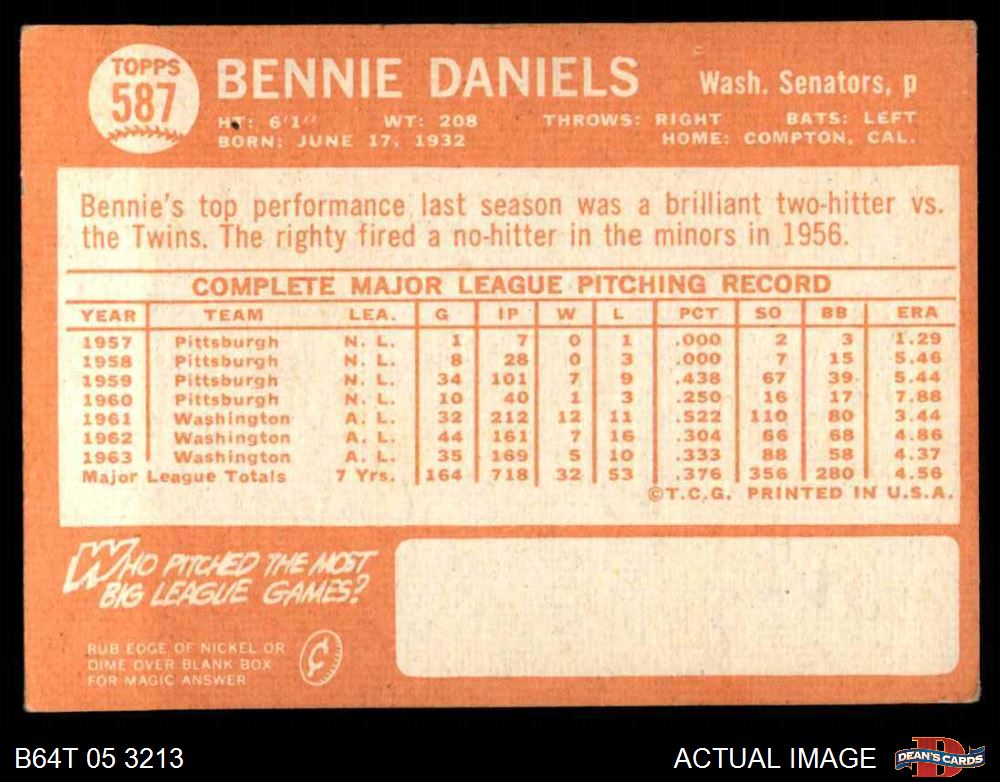 TOPPS
587
BENNIE DANIELS
Wash. Senators, p
HT: 6'1" WT: 208 THROWS: RIGHT BATS: LEFT
BORN: JUNE 17, 1932 HOME: COMPTON, CAL.
Bennie's top performance last season was a brilliant two-hitter vs.
the Twins. The righty fired a no-hitter in the minors in 1956.
COMPLETE MAJOR LEAGUE PITCHING RECORD
YEAR TEAM LEA. G IP W L PCT SO BB ERA
1957 Pittsburgh N. L. 1 7 0 1 .000 2 3 1.29
1958 Pittsburgh N. L. 8 28 0 3 .000 7 15 5.46
1959 Pittsburgh N. L. 34 101 7 9 .438 67 39 5.44
1960 Pittsburgh N. L. 10 40 1 3 .250 16 17 7.88
1961 Washington A. L. 32 212 12 11 .522 110 80 3.44
1962 Washington A. L. 44 161 7 16 .304 66 68 4.86
1963 Washington A. L. 35 169 5 10 .333 88 58 4.37
Major League Totals 7 Yrs. 164 718 32 53 .376 356 280 4.56
©T.C.G. PRINTED IN U.S.A.
WHO PITCHED THE MOST
BIG LEAGUE GAMES?
RUB EDGE OF NICKEL OR
DIME OVER BLANK BOX
FOR MAGIC ANSWER
B64T 05 3213
ACTUAL IMAGE
D
DEAN'S CARDS